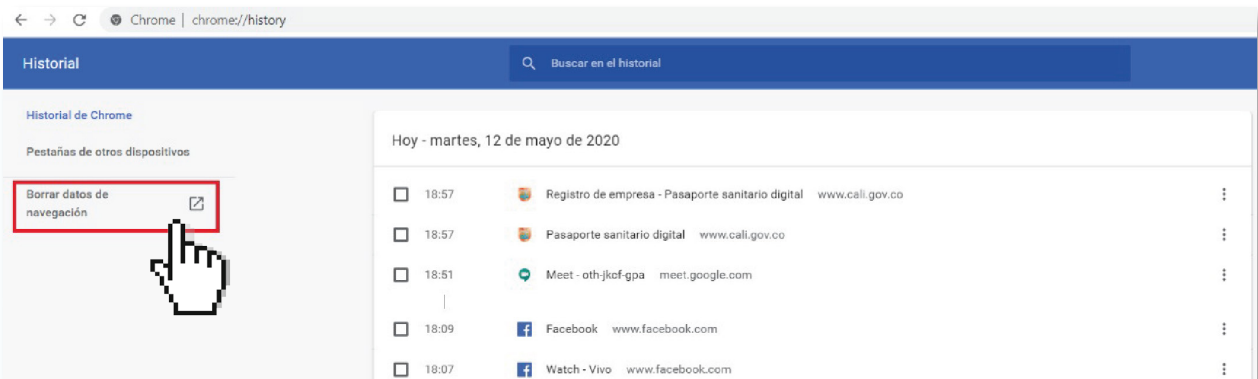 Chrome | chrome://history
Historial
Buscar en el historial
Historial de Chrome
Pestañas de otros dispositivos
Borrar datos de
navegación
Hoy - martes, 12 de mayo de 2020
18:57 Registro de empresa - Pasaporte sanitario digital www.cali.gov.co
18:57 Pasaporte sanitario digital www.cali.gov.co
18:51 Meet - oth-jkcf-gpa meet.google.com
18:09 Facebook www.facebook.com
18:07 Watch - Vivo www.facebook.com